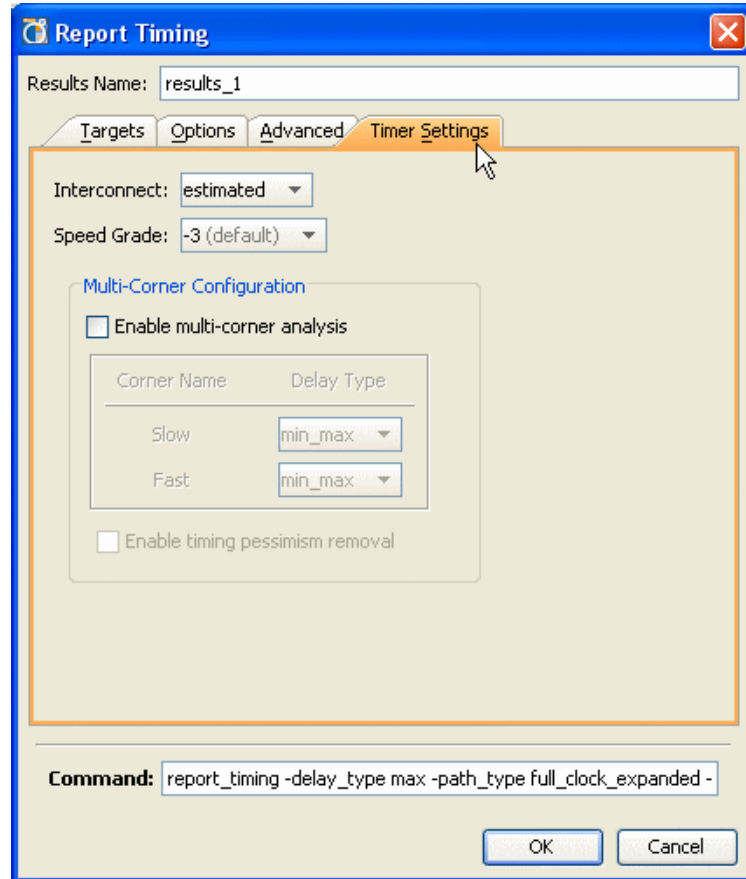 Report Timing
Results Name: results_1
Targets Options Advanced Timer Settings
Interconnect: estimated
Speed Grade: -3 (default)
Multi-Corner Configuration
Enable multi-corner analysis
Corner Name Delay Type
Slow min_max
Fast min_max
Enable timing pessimism removal
Command: report_timing -delay_type max -path_type full_clock_expanded -
OK Cancel